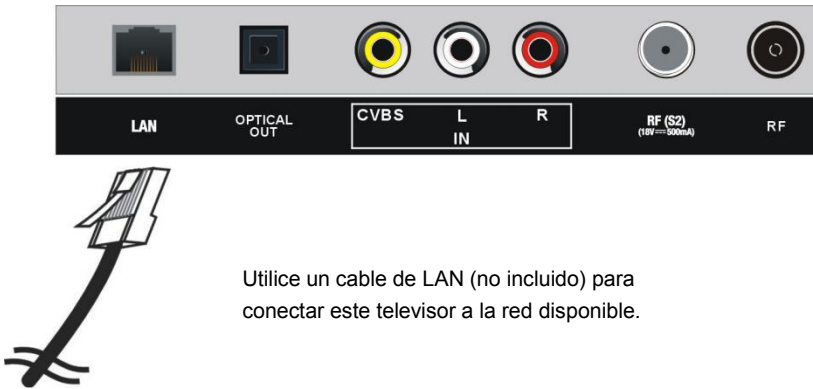 LAN
OPTICAL
OUT
CVBS L R
IN
RF (S2)
(18V⎓500mA)
RF
Utilice un cable de LAN (no incluido) para
conectar este televisor a la red disponible.